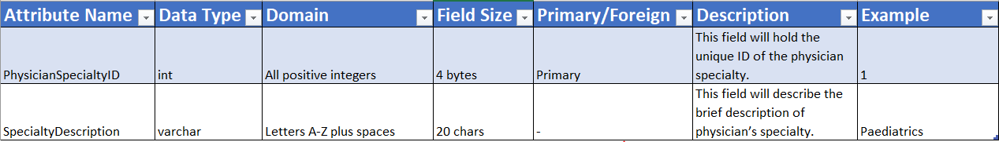 Attribute Name Data Type Domain Field Size Primary/Foreign Description Example
PhysicianSpecialtyID int All positive integers 4 bytes Primary This field will hold the
unique ID of the physician
specialty. 1
SpecialtyDescription varchar Letters A-Z plus spaces 20 chars - This field will describe the
brief description of
physician’s specialty. Paediatrics